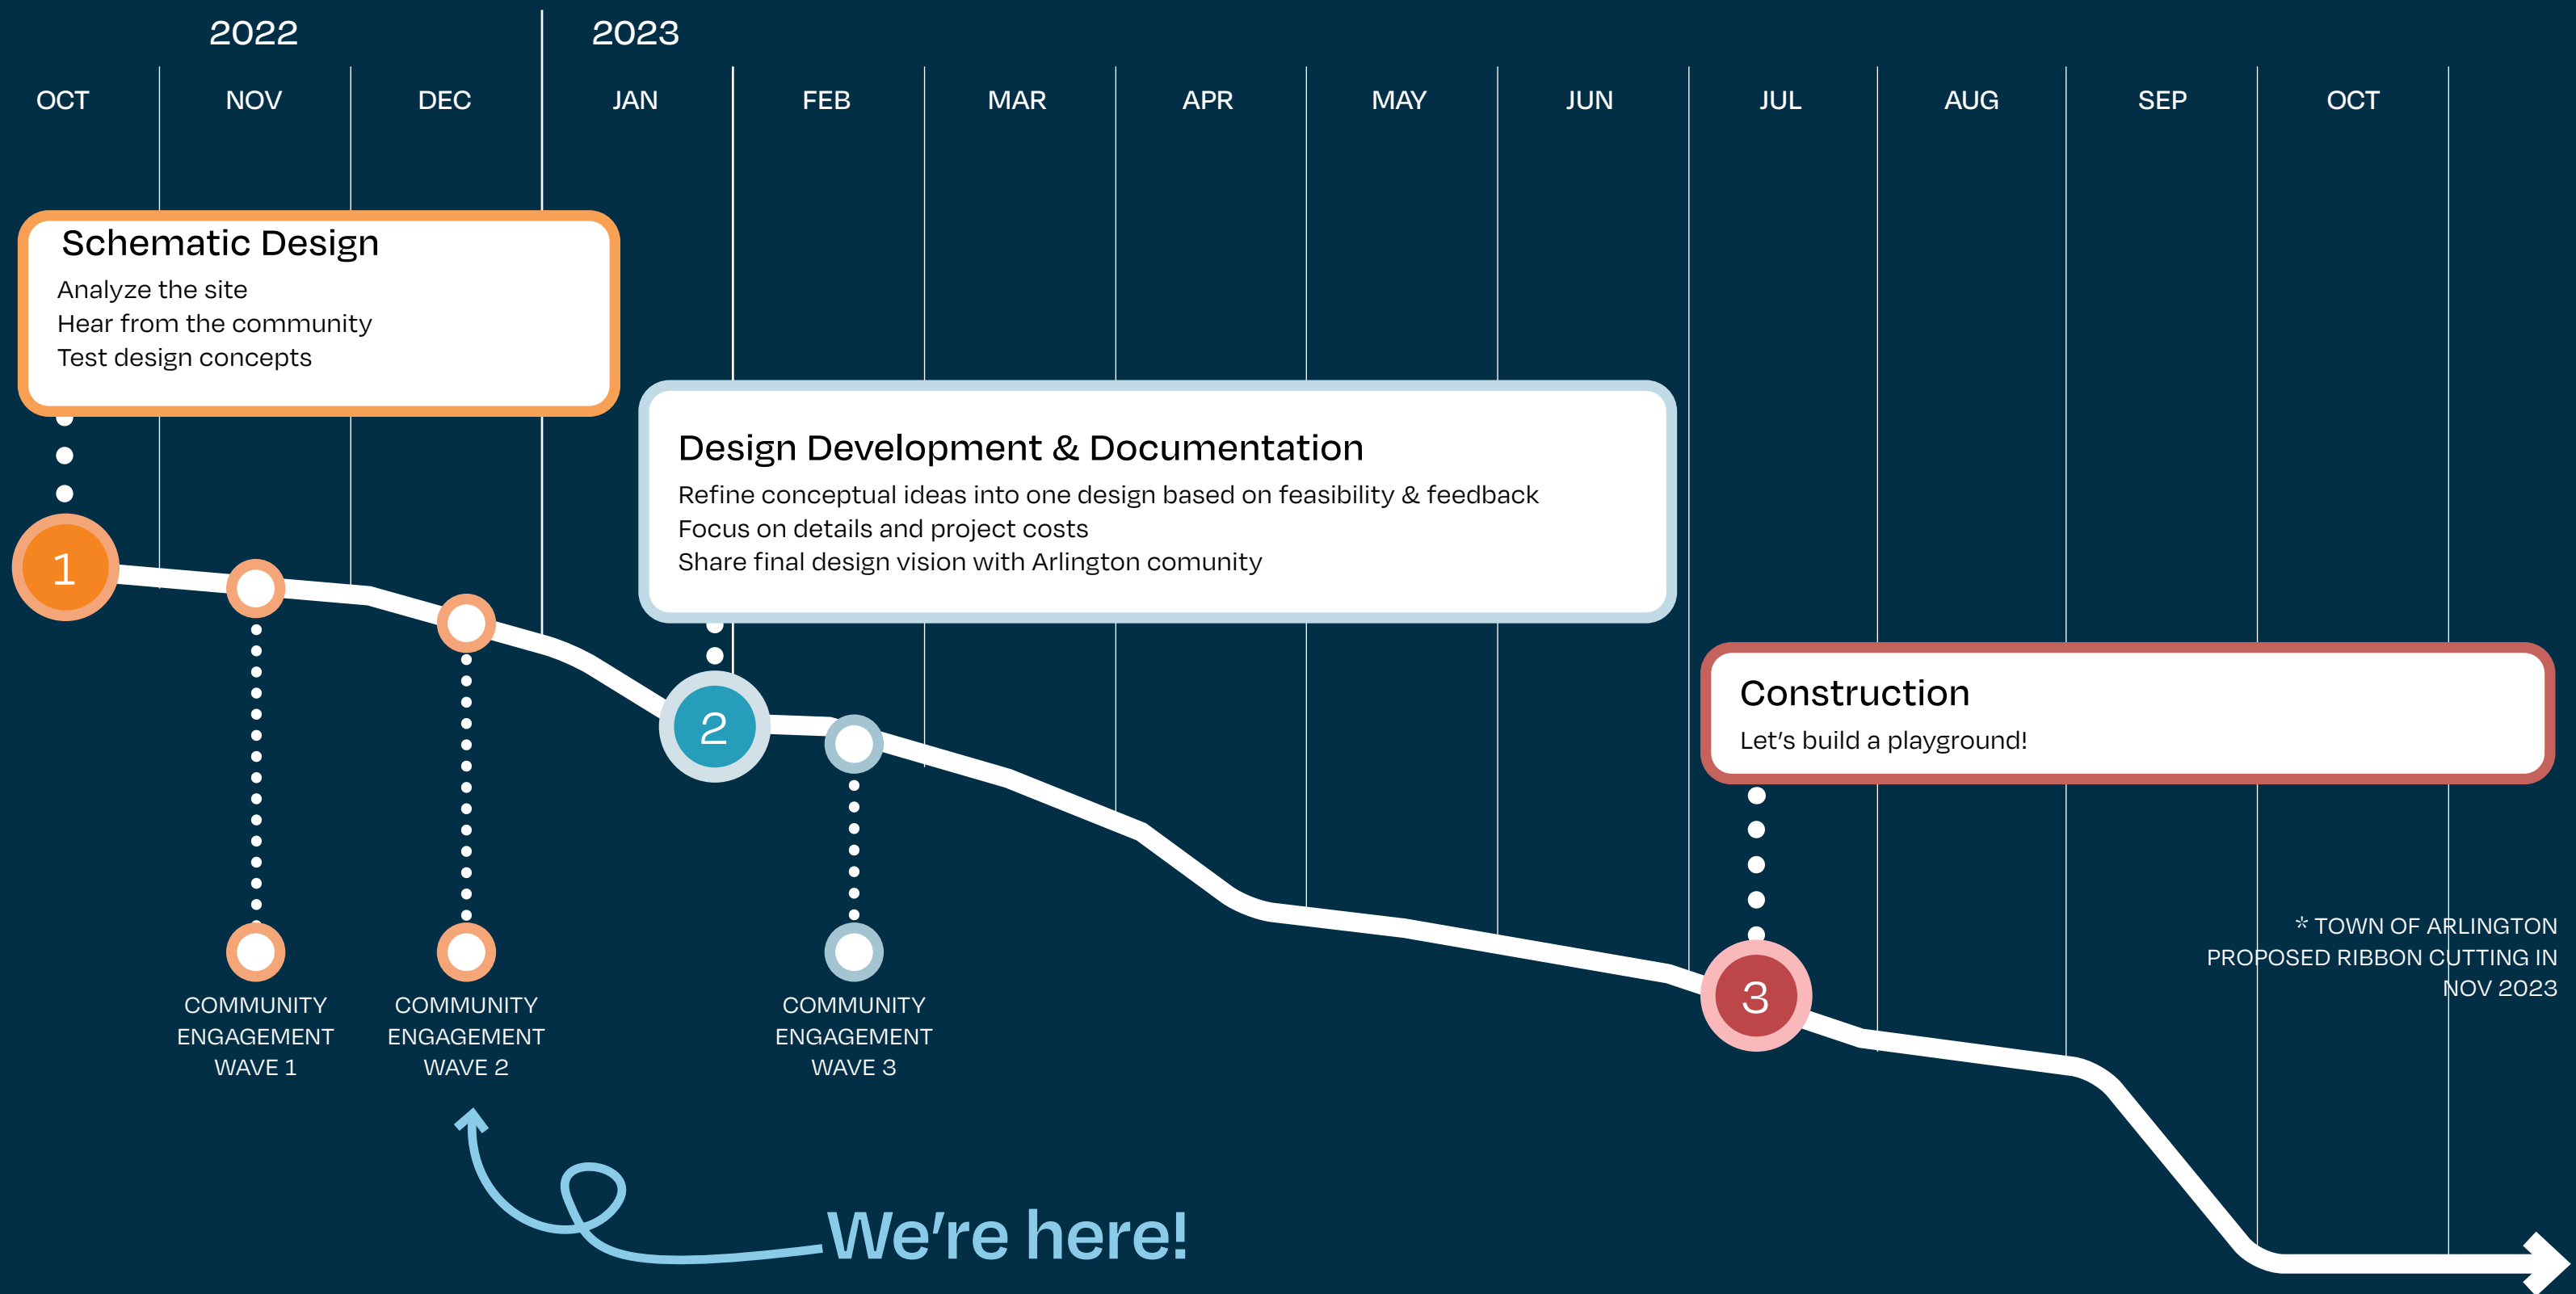 2022
2023
OCT
NOV
DEC
JAN
FEB
MAR
APR
MAY
JUN
JUL
AUG
SEP
OCT
Schematic Design
Analyze the site
Hear from the community
Test design concepts
Design Development & Documentation
Refine conceptual ideas into one design based on feasibility & feedback
Focus on details and project costs
Share final design vision with Arlington comunity
Construction
Let's build a playground!
1
2
3
* TOWN OF ARLINGTON
PROPOSED RIBBON CUTTING IN
NOV 2023
COMMUNITY
ENGAGEMENT
WAVE 1
COMMUNITY
ENGAGEMENT
WAVE 2
COMMUNITY
ENGAGEMENT
WAVE 3
We're here!